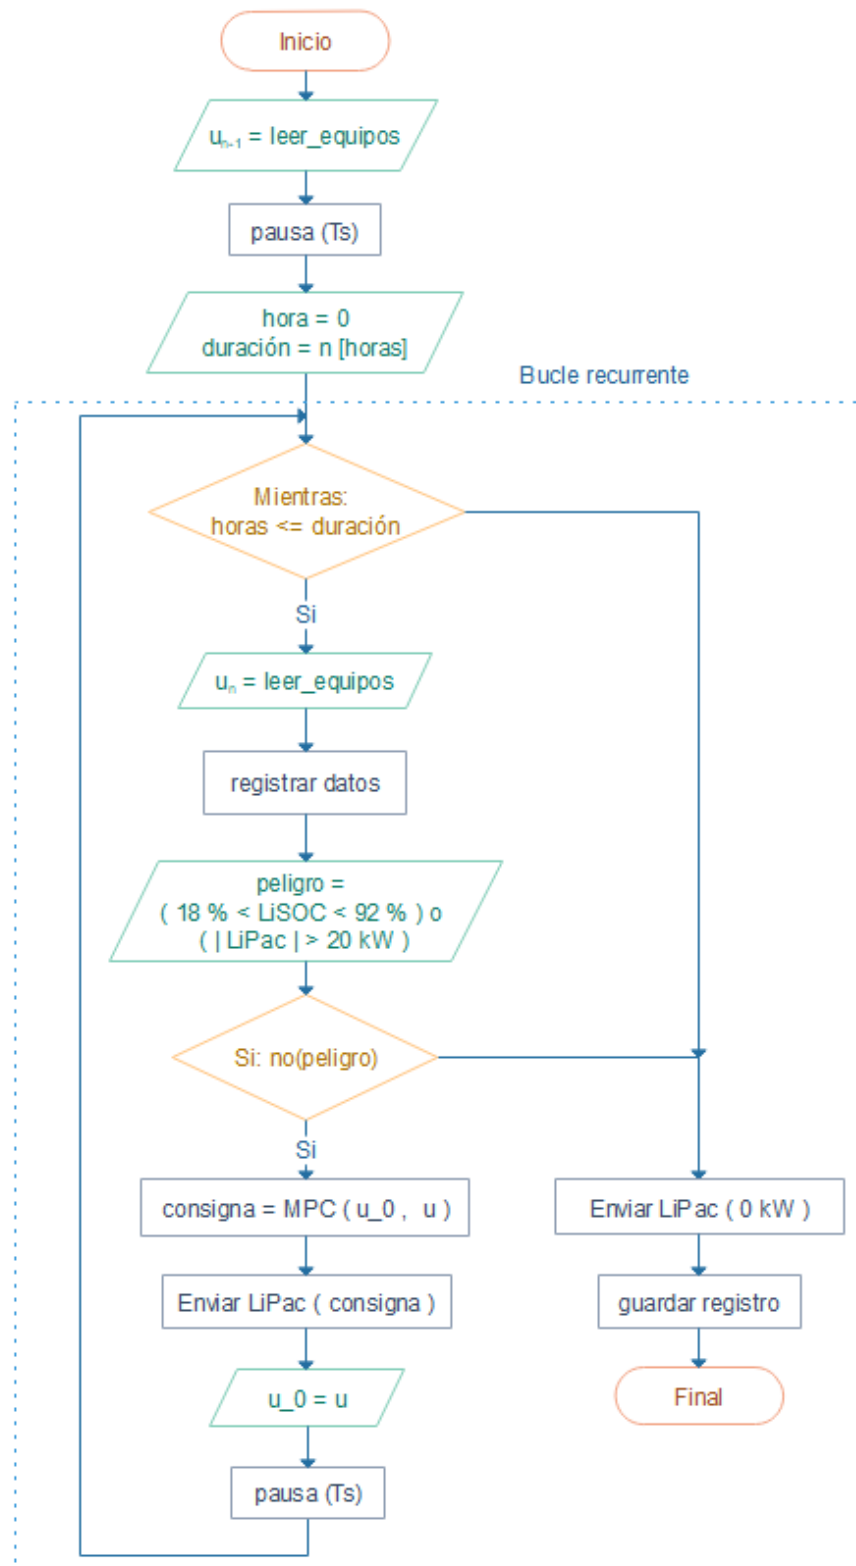 Inicio
uₙ₋₁ = leer_equipos
pausa (Ts)
hora = 0
duración = n [horas]
Bucle recurrente
Mientras:
horas <= duración
Si
uₙ = leer_equipos
registrar datos
peligro =
( 18 % < LiSOC < 92 % ) o
( | LiPac | > 20 kW )
Si: no(peligro)
Si
consigna = MPC ( u_0 , u )
Enviar LiPac ( 0 kW )
Enviar LiPac ( consigna )
guardar registro
u_0 = u
Final
pausa (Ts)